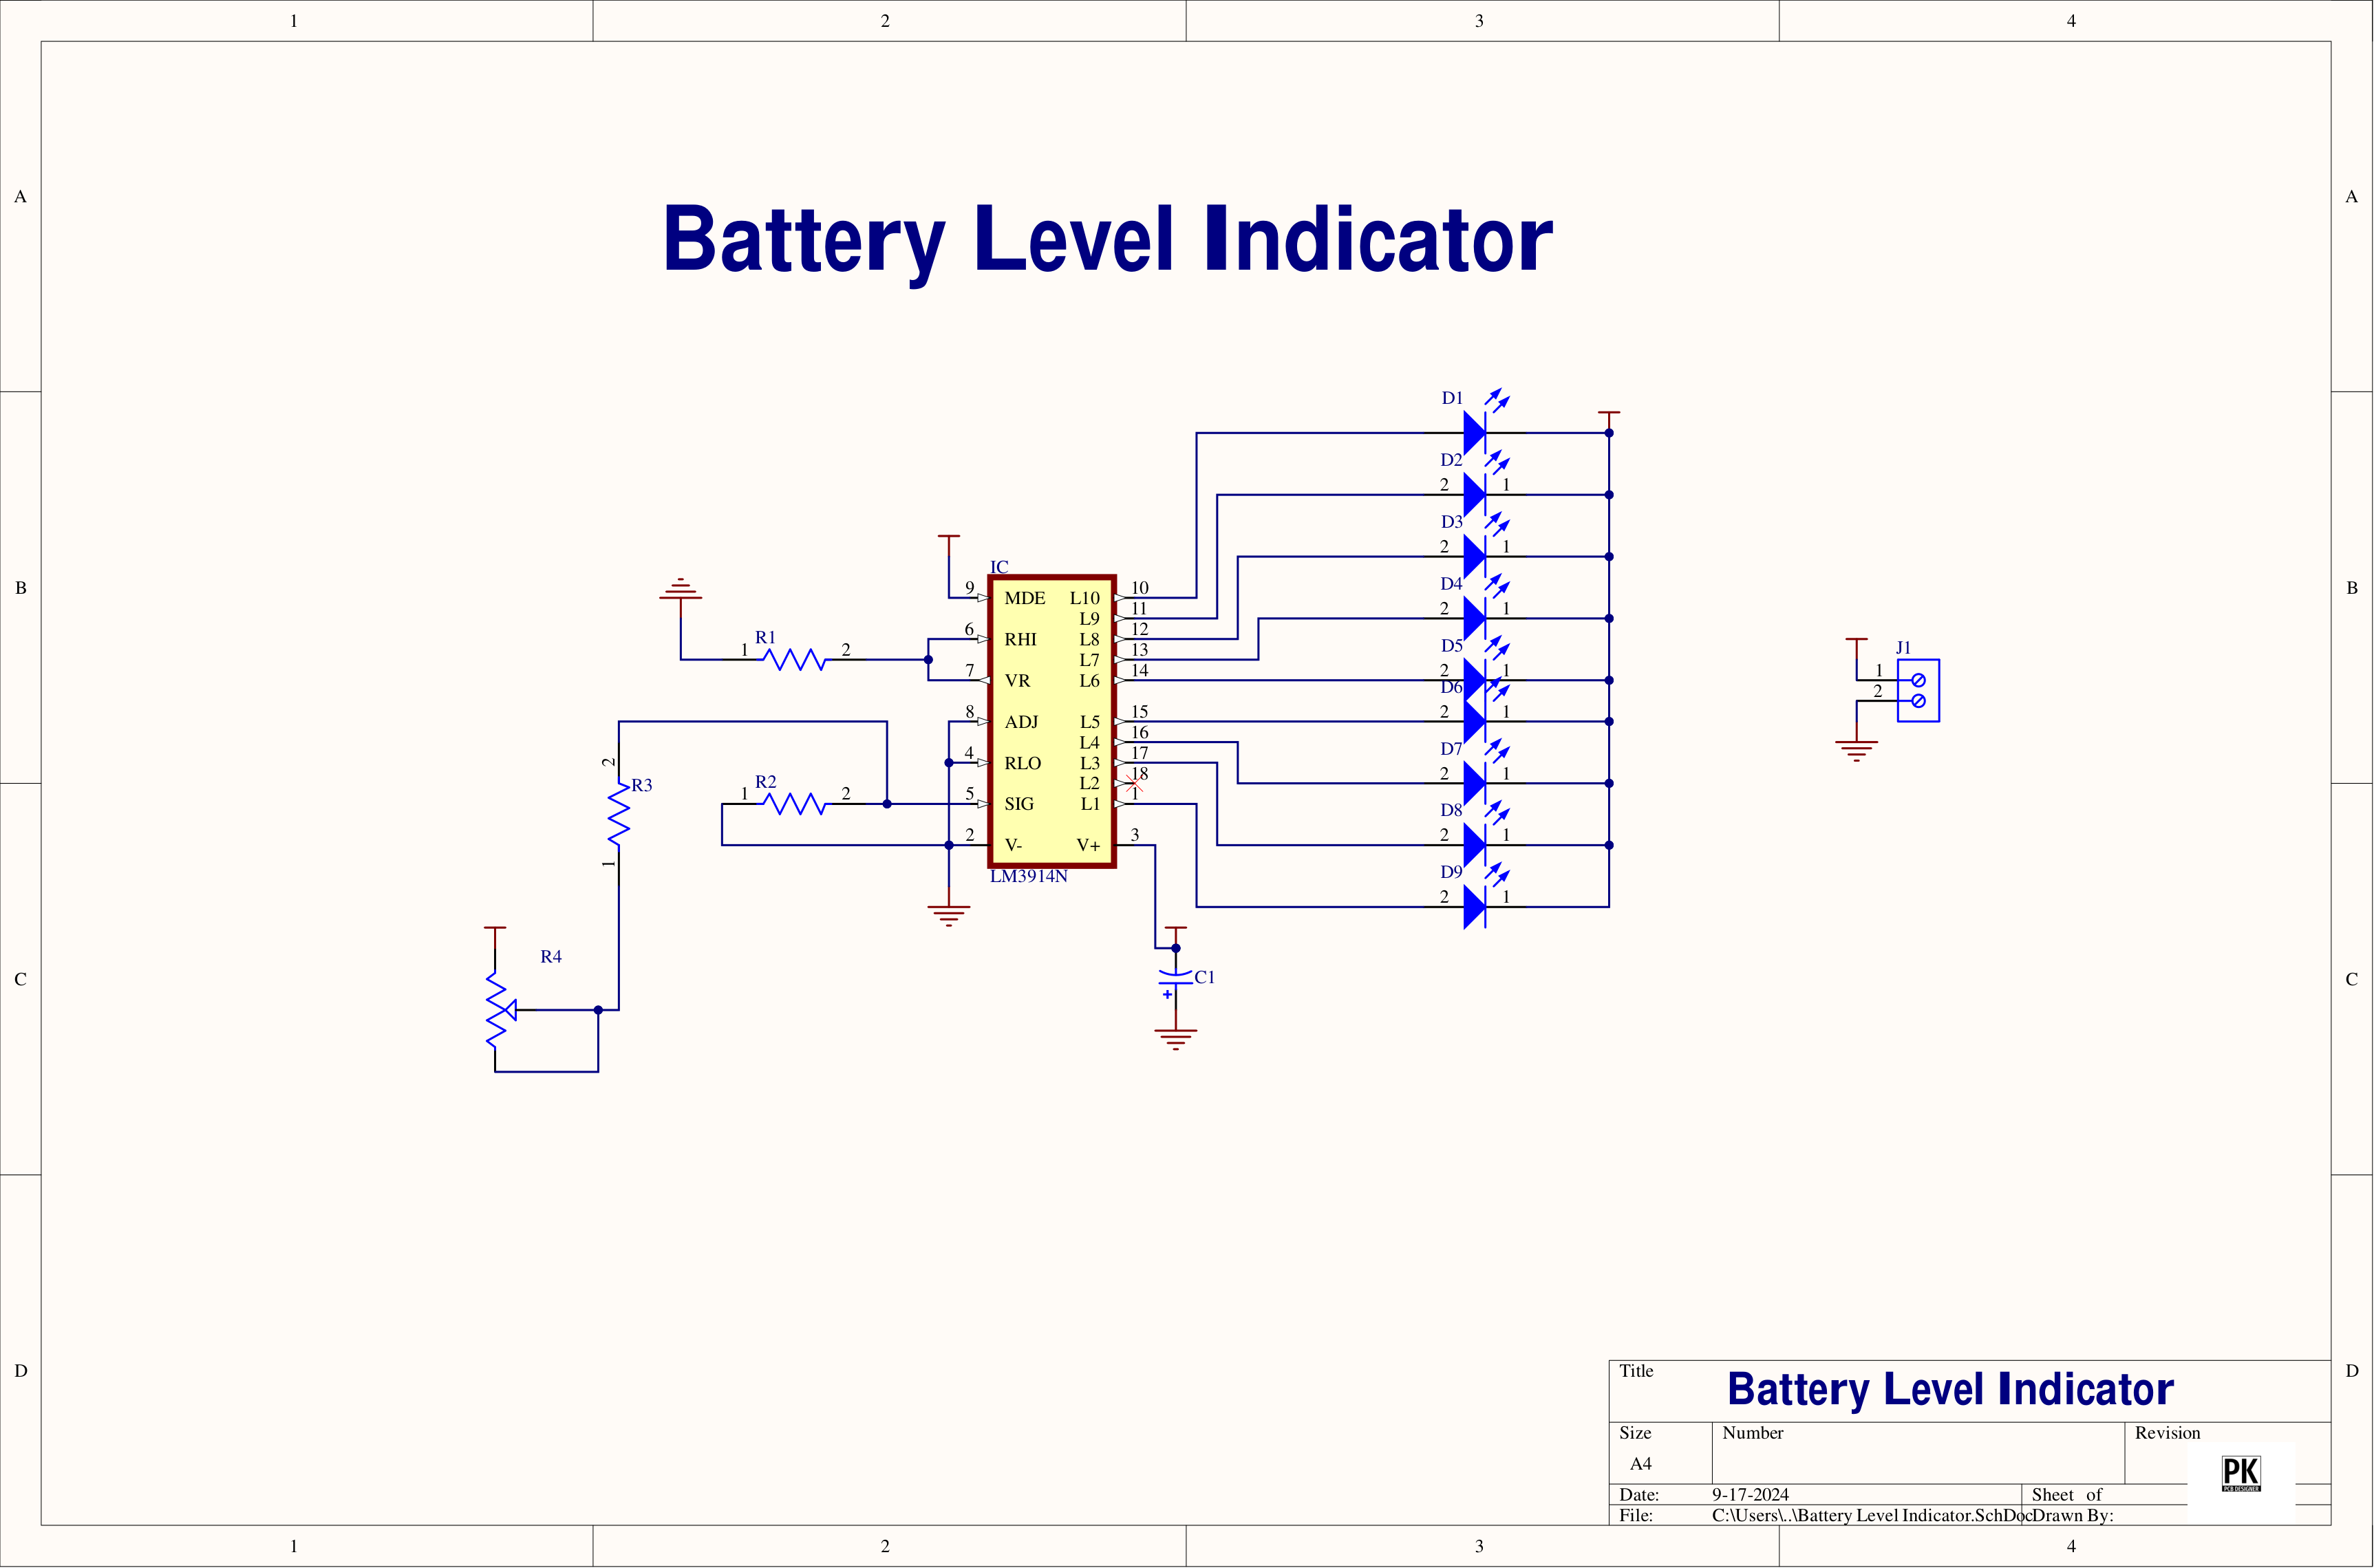 1 2 3 4
A A
Battery Level Indicator
D1
D2
2 1
D3
2 1
D4
2 1
D5
2 1
D6
2 1
D7
2 1
D8
2 1
D9
2 1
B B
IC
9 MDE L10 10
L9 11
6 RHI L8 12
L7 13
7 VR L6 14
8 ADJ L5 15
L4 16
4 RLO L3 17
L2 18
5 SIG L1 1
2 V- V+ 3
LM3914N
R1
1 2
R2
1 2
2
R3
1
R4
C1
+
J1
1
2
C C
D D
Title
Battery Level Indicator
Size Number Revision
A4
PK
PCB DESIGNER
Date: 9-17-2024 Sheet of
File: C:\Users\..\Battery Level Indicator.SchDoc Drawn By:
1 2 3 4